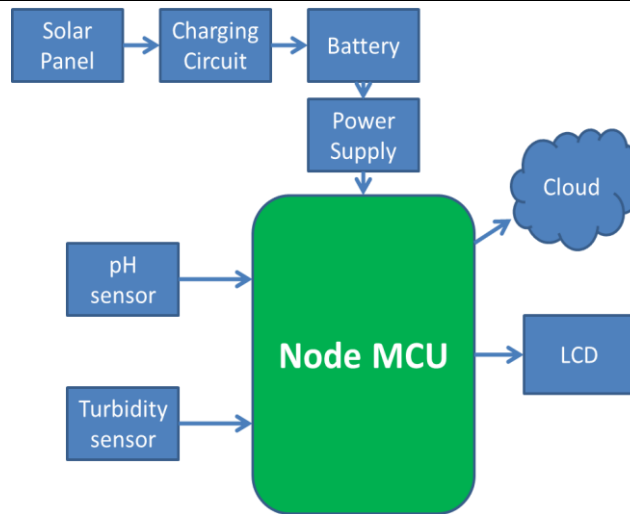 Solar
Panel
Charging
Circuit
Battery
Power
Supply
Cloud
pH
sensor
Node MCU
LCD
Turbidity
sensor